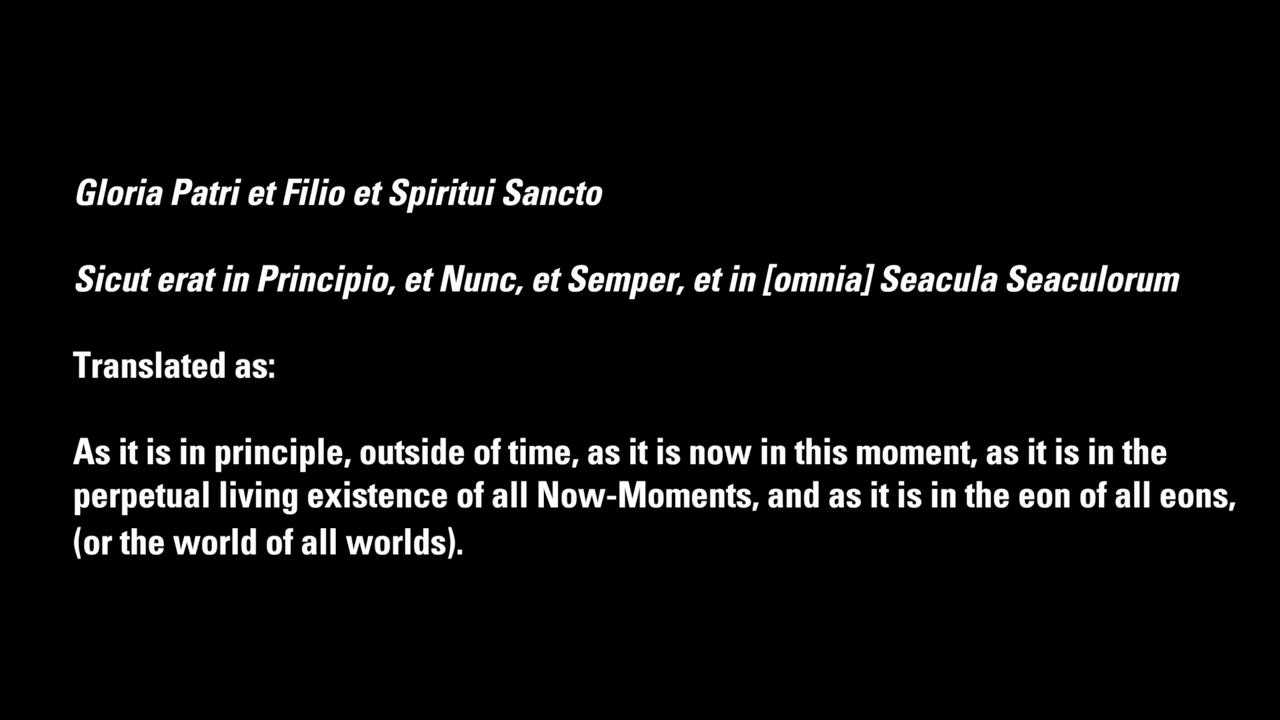 Gloria Patri et Filio et Spiritui Sancto
Sicut erat in Principio, et Nunc, et Semper, et in [omnia] Seacula Seaculorum
Translated as:
As it is in principle, outside of time, as it is now in this moment, as it is in the
perpetual living existence of all Now-Moments, and as it is in the eon of all eons,
(or the world of all worlds).